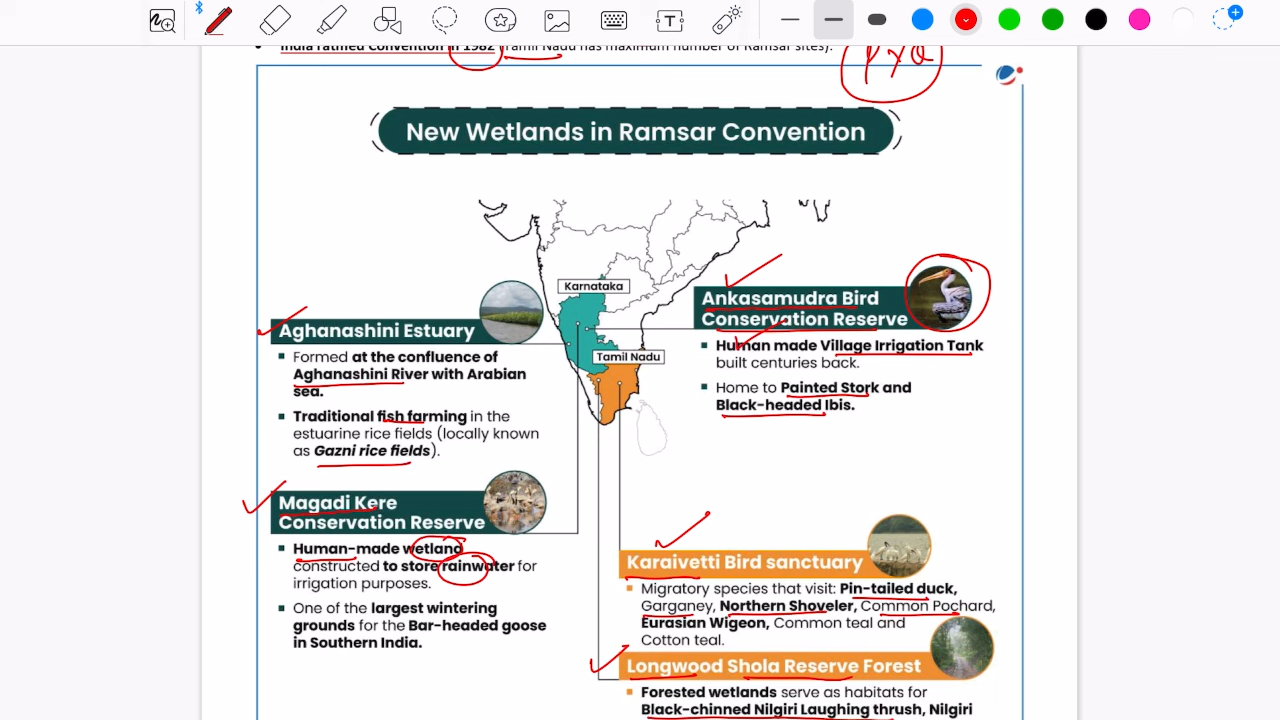 India ratified Convention in 1982 (Tamil Nadu has maximum number of Ramsar sites).
PYQ
New Wetlands in Ramsar Convention
Karnataka
Tamil Nadu
Aghanashini Estuary
Formed at the confluence of
Aghanashini River with Arabian
sea.
Traditional fish farming in the
estuarine rice fields (locally known
as Gazni rice fields).
Magadi Kere
Conservation Reserve
Human-made wetland
constructed to store rainwater for
irrigation purposes.
One of the largest wintering
grounds for the Bar-headed goose
in Southern India.
Ankasamudra Bird
Conservation Reserve
Human made Village Irrigation Tank
built centuries back.
Home to Painted Stork and
Black-headed Ibis.
Karaivetti Bird sanctuary
Migratory species that visit: Pin-tailed duck,
Garganey, Northern Shoveler, Common Pochard,
Eurasian Wigeon, Common teal and
Cotton teal.
Longwood Shola Reserve Forest
Forested wetlands serve as habitats for
Black-chinned Nilgiri Laughing thrush, Nilgiri